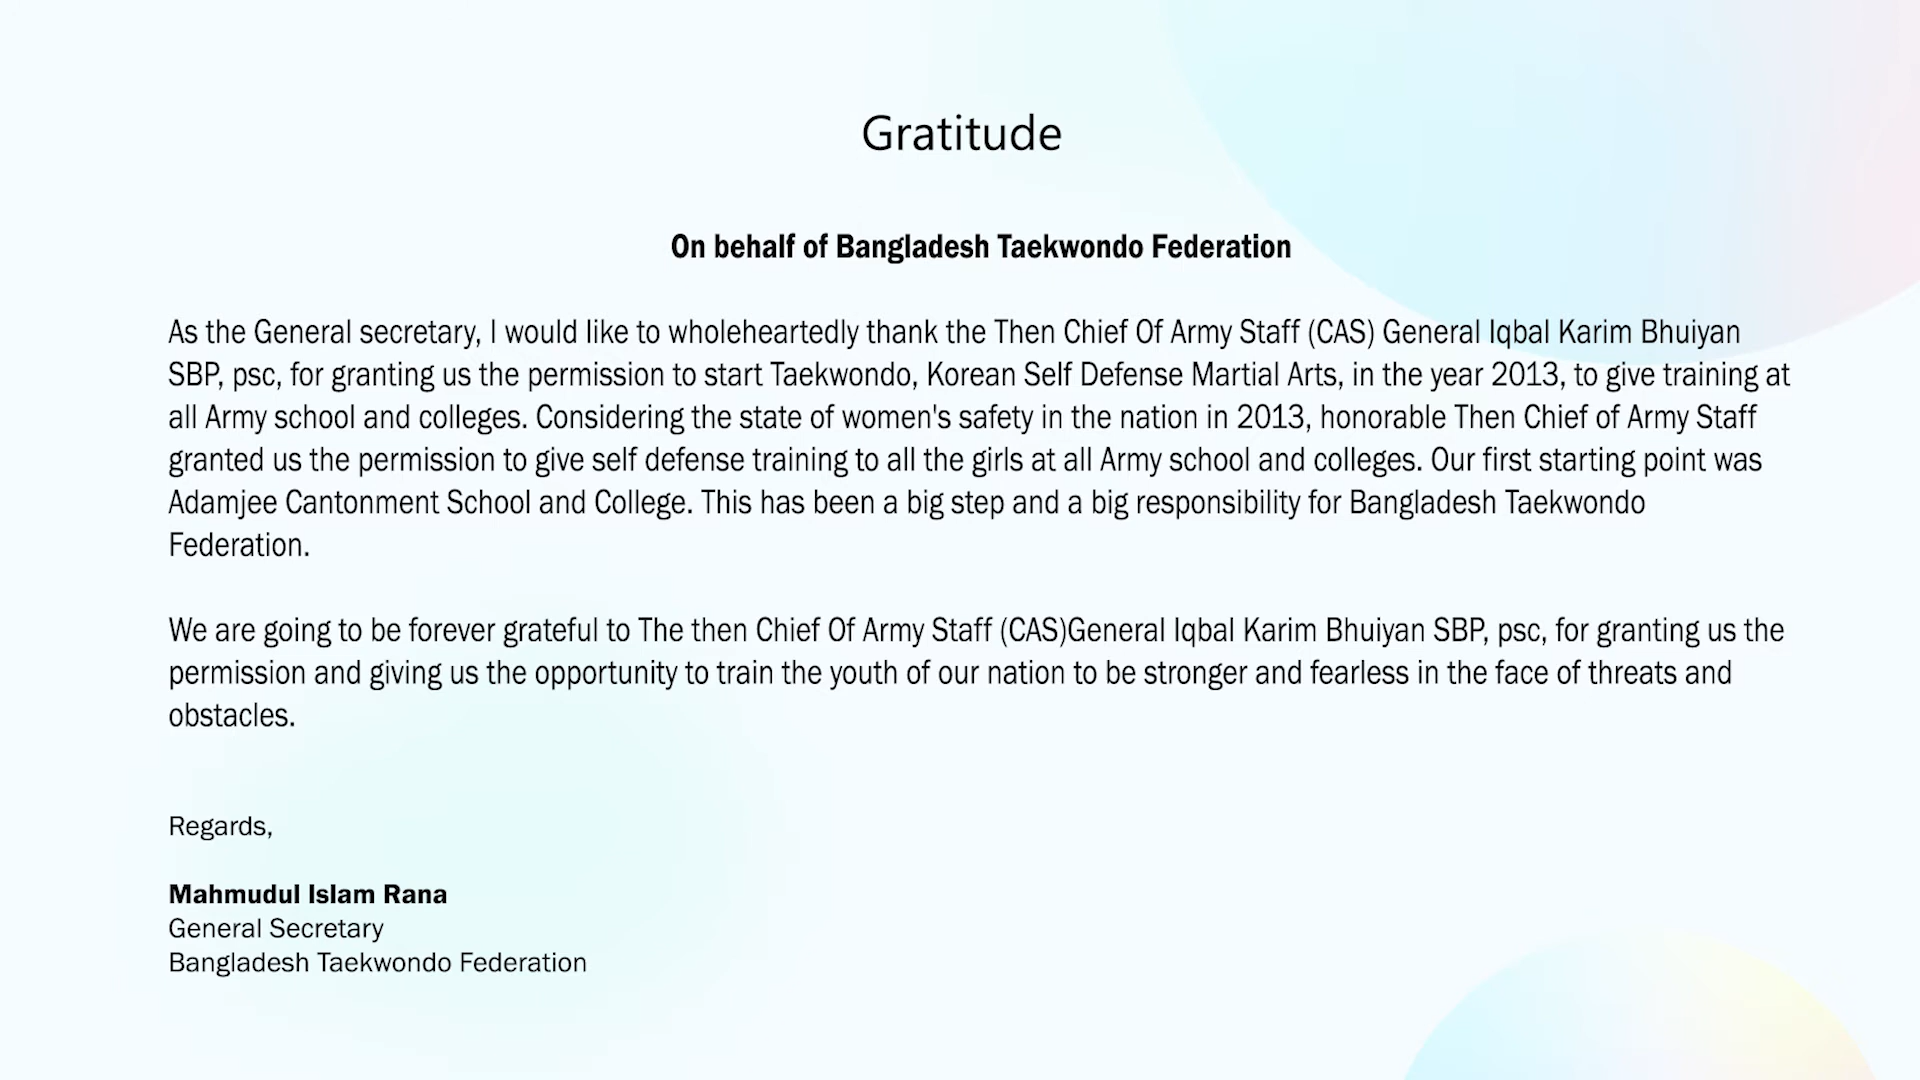 Gratitude
On behalf of Bangladesh Taekwondo Federation
As the General secretary, I would like to wholeheartedly thank the Then Chief Of Army Staff (CAS) General Iqbal Karim Bhuiyan
SBP, psc, for granting us the permission to start Taekwondo, Korean Self Defense Martial Arts, in the year 2013, to give training at
all Army school and colleges. Considering the state of women's safety in the nation in 2013, honorable Then Chief of Army Staff
granted us the permission to give self defense training to all the girls at all Army school and colleges. Our first starting point was
Adamjee Cantonment School and College. This has been a big step and a big responsibility for Bangladesh Taekwondo
Federation.
We are going to be forever grateful to The then Chief Of Army Staff (CAS)General Iqbal Karim Bhuiyan SBP, psc, for granting us the
permission and giving us the opportunity to train the youth of our nation to be stronger and fearless in the face of threats and
obstacles.
Regards,
Mahmudul Islam Rana
General Secretary
Bangladesh Taekwondo Federation